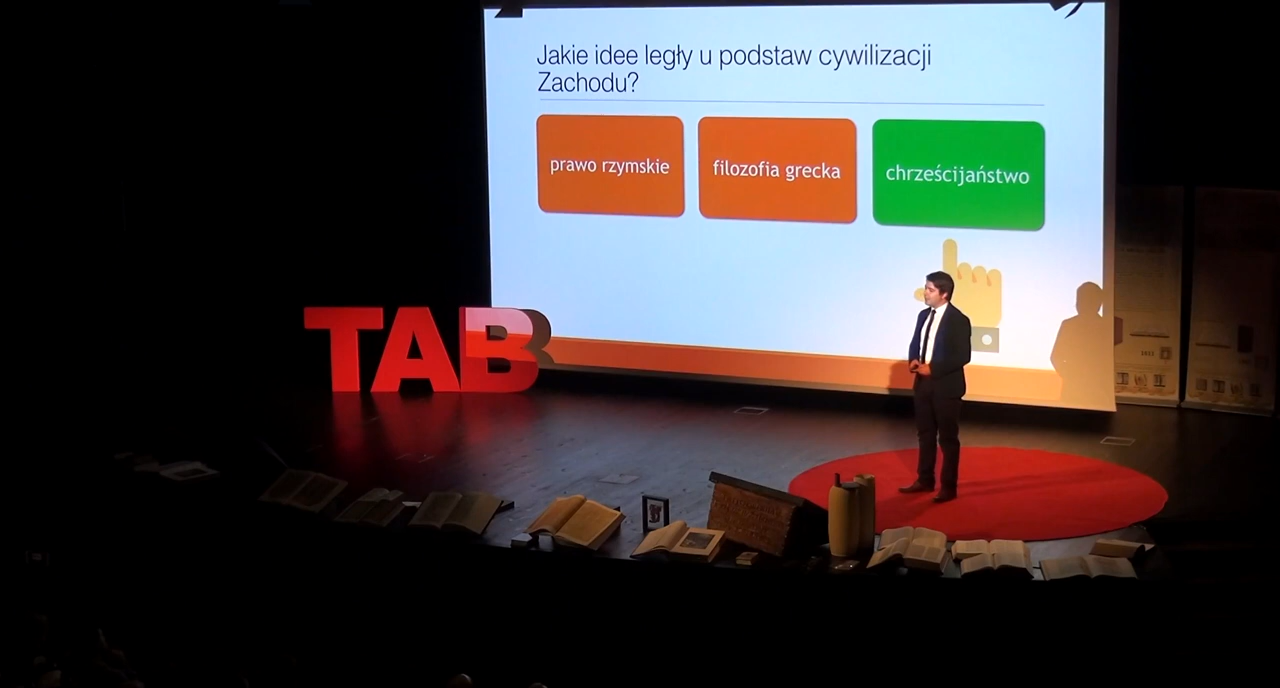 Jakie idee legły u podstaw cywilizacji
Zachodu?
prawo rzymskie
filozofia grecka
chrześcijaństwo
TAB